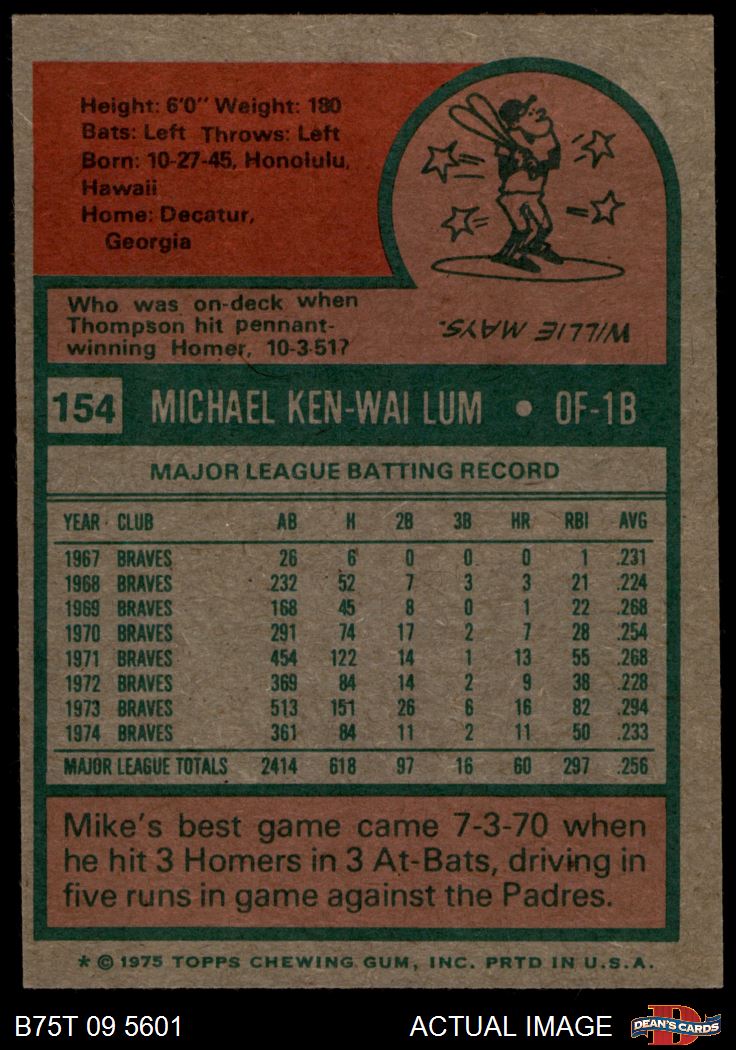 Height: 6'0" Weight: 180
Bats: Left Throws: Left
Born: 10-27-45, Honolulu,
Hawaii
Home: Decatur,
Georgia
Who was on-deck when
Thompson hit pennant-
winning Homer, 10-3-51?
WILLIE MAYS.
154 MICHAEL KEN-WAI LUM • OF-1B
MAJOR LEAGUE BATTING RECORD
YEAR CLUB AB H 2B 3B HR RBI AVG
1967 BRAVES 26 6 0 0 0 1 .231
1968 BRAVES 232 52 7 3 3 21 .224
1969 BRAVES 168 45 8 0 1 22 .268
1970 BRAVES 291 74 17 2 7 28 .254
1971 BRAVES 454 122 14 1 13 55 .268
1972 BRAVES 369 84 14 2 9 38 .228
1973 BRAVES 513 151 26 6 16 82 .294
1974 BRAVES 361 84 11 2 11 50 .233
MAJOR LEAGUE TOTALS 2414 618 97 16 60 297 .256
Mike's best game came 7-3-70 when
he hit 3 Homers in 3 At-Bats, driving in
five runs in game against the Padres.
* © 1975 TOPPS CHEWING GUM, INC. PRTD IN U.S.A.
B75T 09 5601 ACTUAL IMAGE
D
DEAN'S CARDS